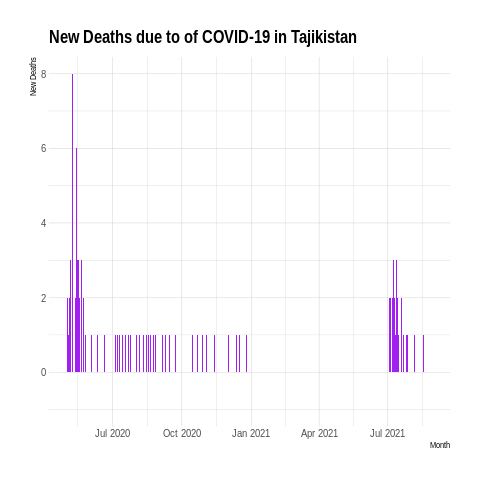 New Deaths due to of COVID-19 in Tajikistan
New Deaths
8
6
4
2
0
Jul 2020 Oct 2020 Jan 2021 Apr 2021 Jul 2021
Month